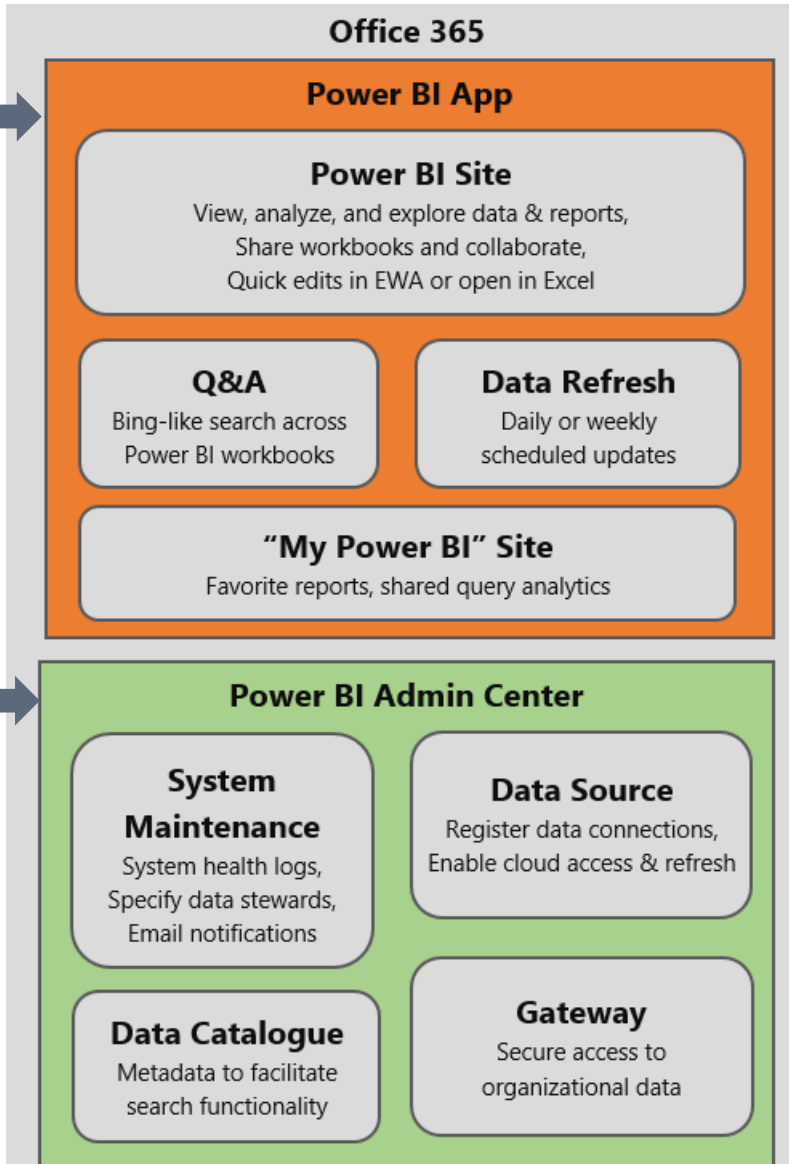 Office 365
Power BI App
Power BI Site
View, analyze, and explore data & reports,
Share workbooks and collaborate,
Quick edits in EWA or open in Excel
Q&A
Bing-like search across
Power BI workbooks
Data Refresh
Daily or weekly
scheduled updates
“My Power BI” Site
Favorite reports, shared query analytics
Power BI Admin Center
System
Maintenance
System health logs,
Specify data stewards,
Email notifications
Data Source
Register data connections,
Enable cloud access & refresh
Data Catalogue
Metadata to facilitate
search functionality
Gateway
Secure access to
organizational data